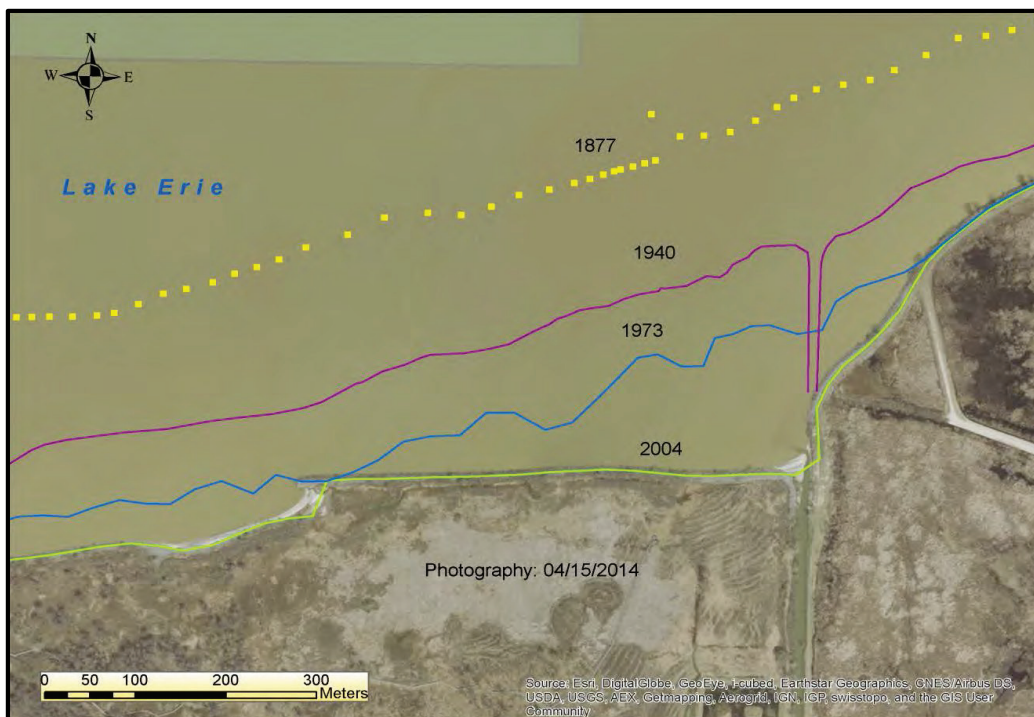 N
W E
S
1877
Lake Erie
1940
1973
2004
Photography: 04/15/2014
0 50 100 200 300
Meters
Source: Esri, DigitalGlobe, GeoEye, i-cubed, Earthstar Geographics, CNES/Airbus DS,
USDA, USGS, AEX, Getmapping, Aerogrid, IGN, IGP, swisstopo, and the GIS User
Community